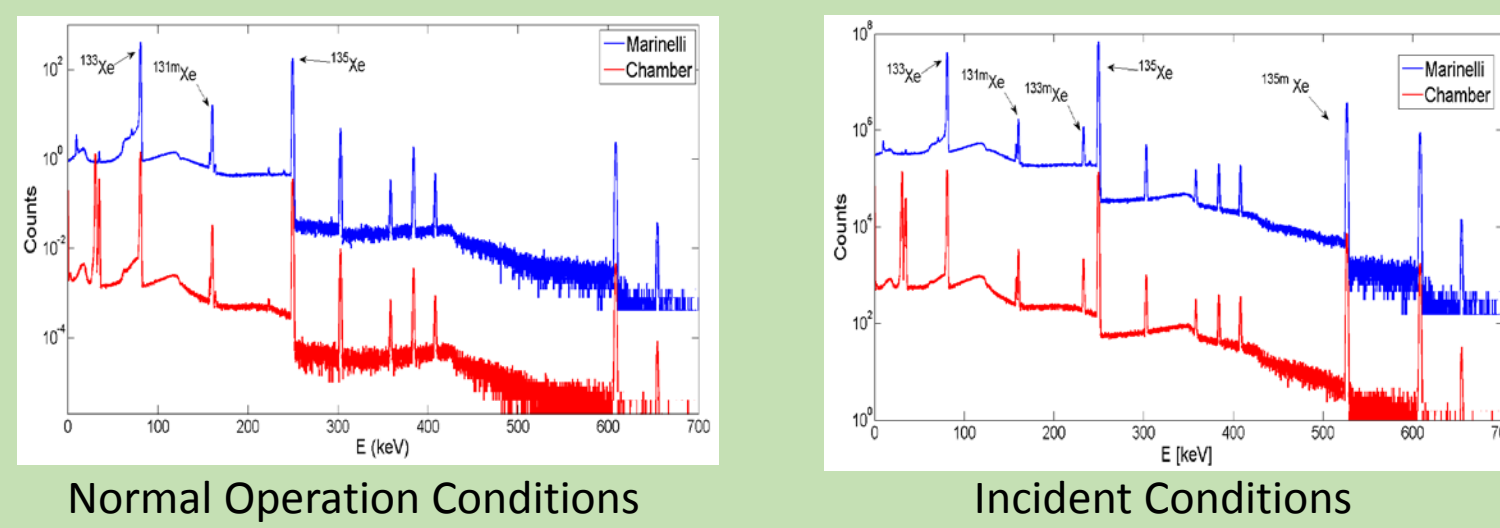 10^2
10^0
10^-2
10^-4
Counts
133Xe
131mXe
135Xe
Marinelli
Chamber
0 100 200 300 400 500 600 700
E (keV)
Normal Operation Conditions
10^8
10^6
10^4
10^2
10^0
Counts
133Xe
131mXe
133mXe
135Xe
135m Xe
Marinelli
Chamber
0 100 200 300 400 500 600
E [keV]
Incident Conditions